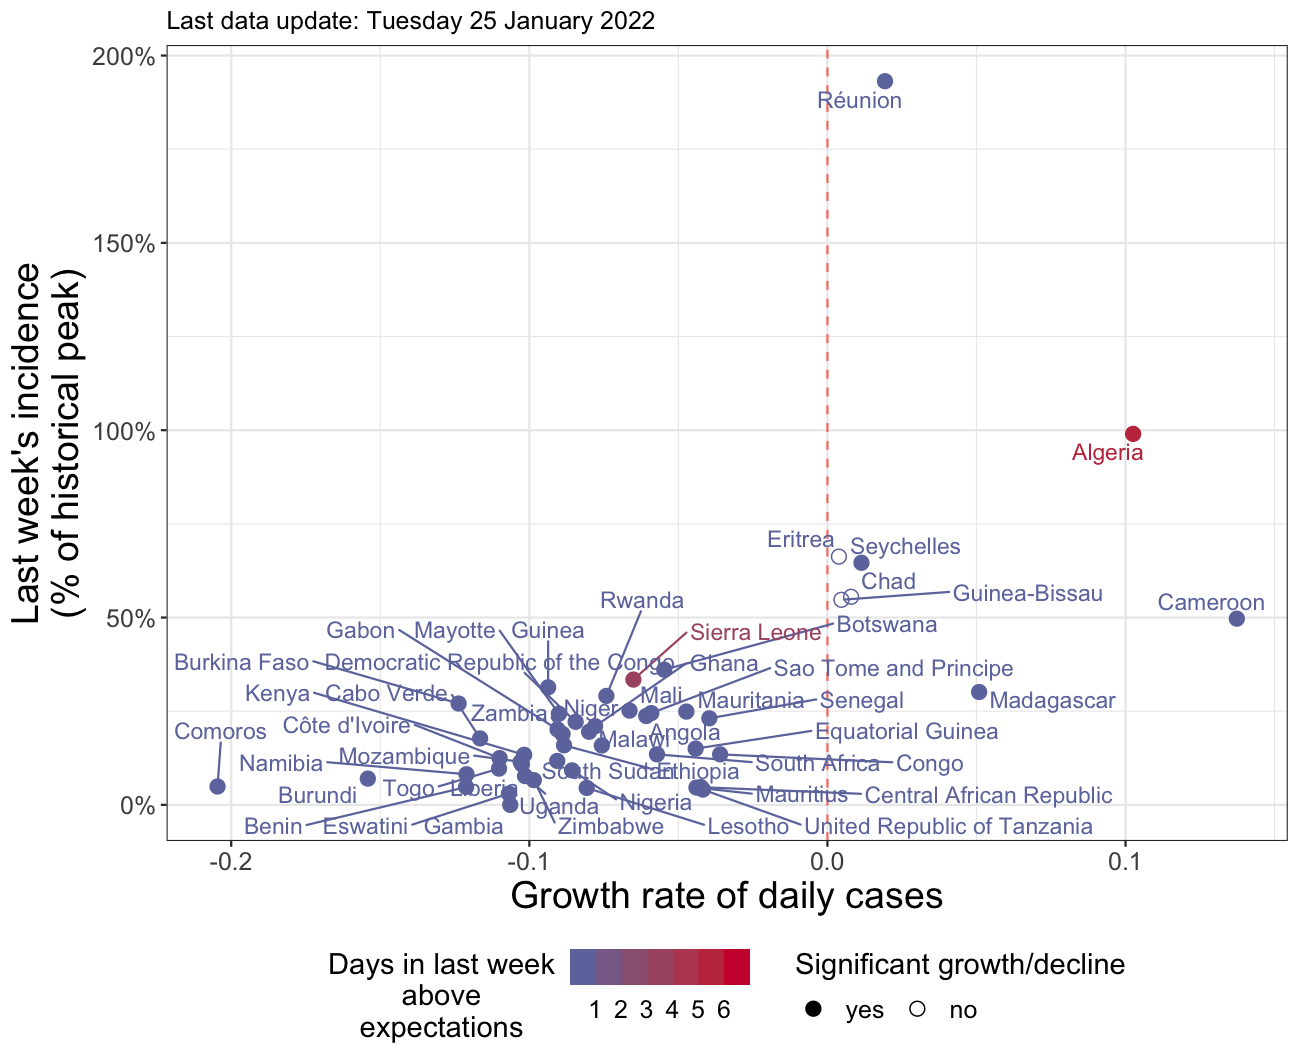 Last data update: Tuesday 25 January 2022
200%
Réunion
150%
Last week's incidence
(% of historical peak)
100%
Algeria
Eritrea
Seychelles
Chad
Guinea-Bissau
Rwanda
Cameroon
50%
Gabon
Mayotte
Guinea
Sierra Leone
Botswana
Burkina Faso
Democratic Republic of the Congo
Ghana
Sao Tome and Principe
Kenya
Cabo Verde
Mali
Mauritania
Senegal
Madagascar
Zambia
Niger
Comoros
Côte d'Ivoire
Malawi
Angola
Equatorial Guinea
Namibia
Mozambique
South Sudan
Ethiopia
South Africa
Congo
Burundi
Togo
Liberia
Nigeria
Mauritius
Central African Republic
0%
Uganda
Benin
Eswatini
Gambia
Zimbabwe
Lesotho
United Republic of Tanzania
-0.2
-0.1
0.0
0.1
Growth rate of daily cases
Days in last week
above
expectations
1 2 3 4 5 6
Significant growth/decline
yes
no